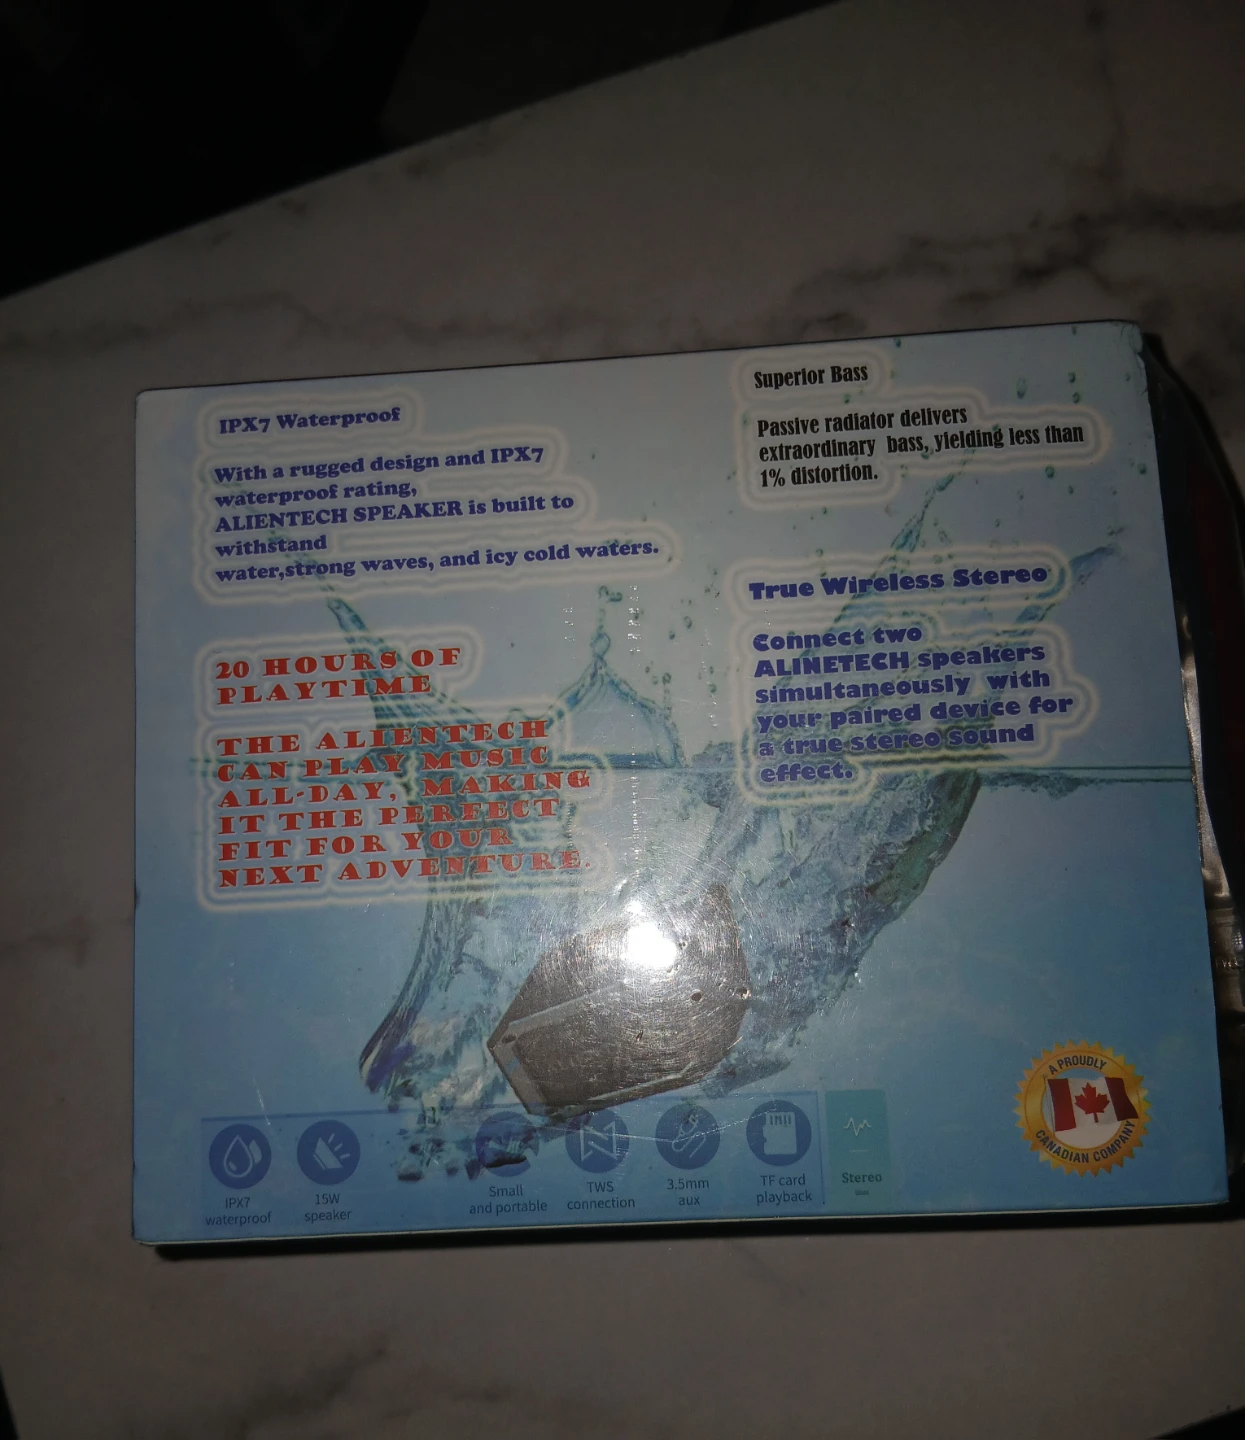 IPX7 Waterproof
With a rugged design and IPX7
waterproof rating,
ALIENTECH SPEAKER is built to
withstand
water,strong waves, and icy cold waters.
20 HOURS OF
PLAYTIME
THE ALIENTECH
CAN PLAY MUSIC
ALL-DAY, MAKING
IT THE PERFECT
FIT FOR YOUR
NEXT ADVENTURE.
Superior Bass
Passive radiator delivers
extraordinary bass, yielding less than
1% distortion.
True Wireless Stereo
Connect two
ALINETECH speakers
simultaneously with
your paired device for
a true stereo sound
effect.
IPX7
waterproof
15W
speaker
Small
and portable
TWS
connection
3.5mm
aux
TF card
playback
Stereo
A PROUDLY
CANADIAN COMPANY